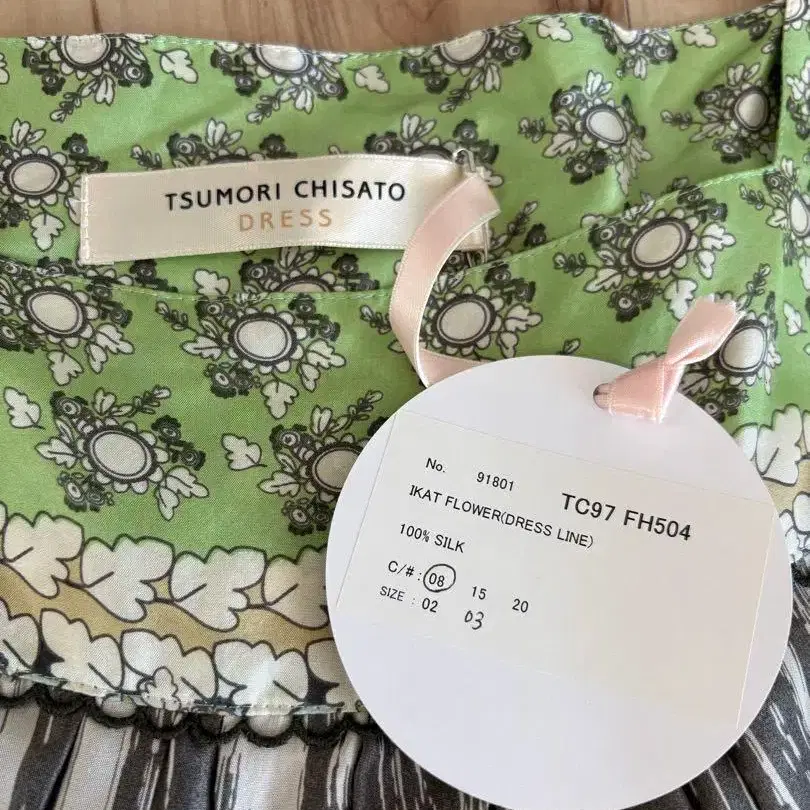 TSUMORI CHISATO
DRESS
No. 91801 TC97 FH504
IKAT FLOWER(DRESS LINE)
100% SILK
C/# : 08 15 20
SIZE : 02 03